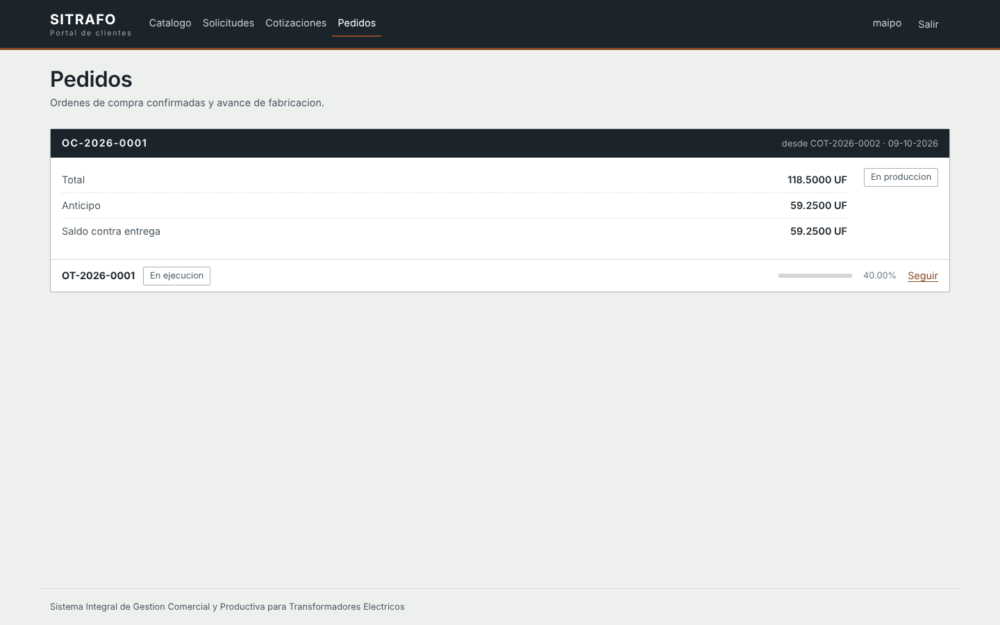 SITRAFO
Portal de clientes
Catalogo Solicitudes Cotizaciones Pedidos
maipo Salir
Pedidos
Ordenes de compra confirmadas y avance de fabricacion.
OC-2026-0001 desde COT-2026-0002 · 09-10-2026
Total 118.5000 UF En produccion
Anticipo 59.2500 UF
Saldo contra entrega 59.2500 UF
OT-2026-0001 En ejecucion 40.00% Seguir
Sistema Integral de Gestion Comercial y Productiva para Transformadores Electricos